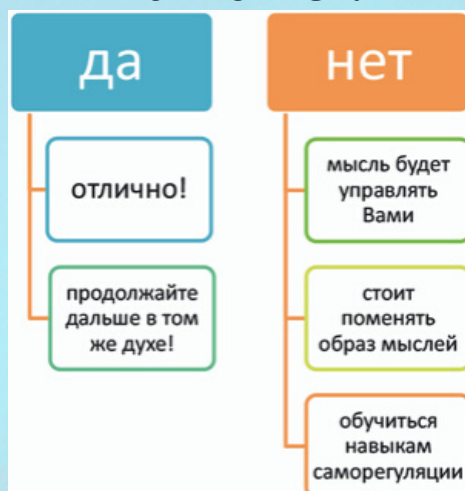 да
отлично!
продолжайте
дальше в том
же духе!
нет
мысль будет
управлять
Вами
стоит
поменять
образ мыслей
обучиться
навыкам
саморегуляции